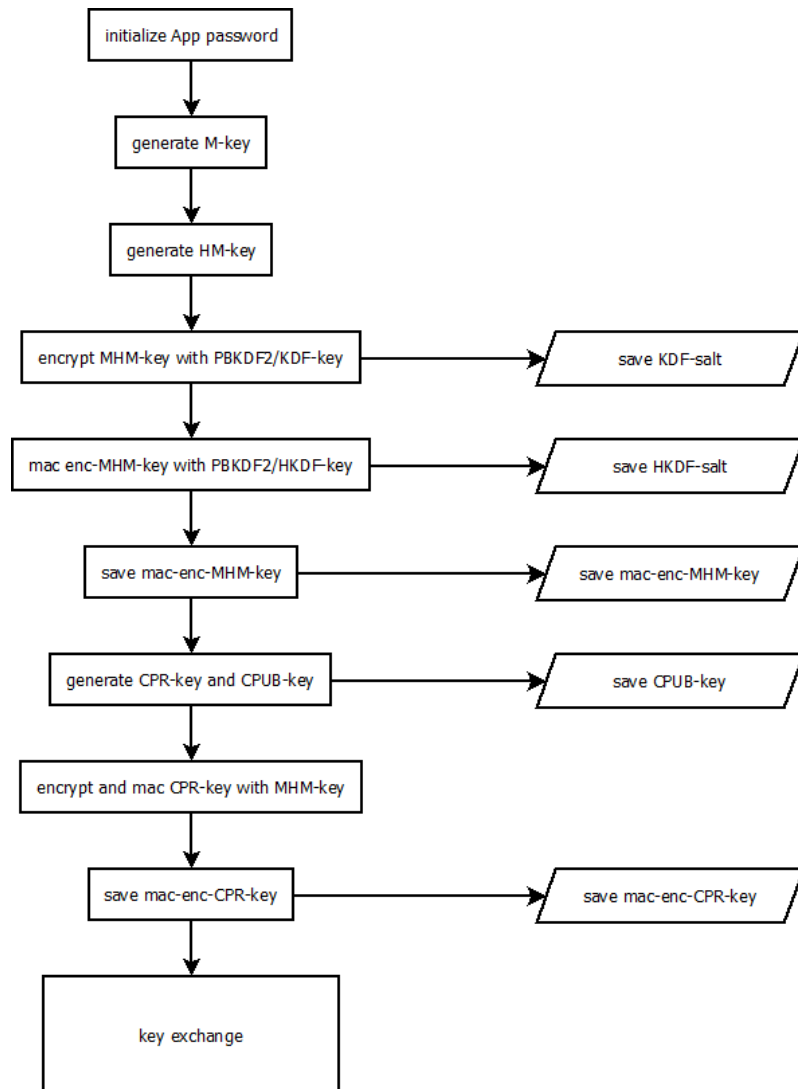 initialize App password
generate M-key
generate HM-key
encrypt MHM-key with PBKDF2/KDF-key
save KDF-salt
mac enc-MHM-key with PBKDF2/HKDF-key
save HKDF-salt
save mac-enc-MHM-key
save mac-enc-MHM-key
generate CPR-key and CPUB-key
save CPUB-key
encrypt and mac CPR-key with MHM-key
save mac-enc-CPR-key
save mac-enc-CPR-key
key exchange